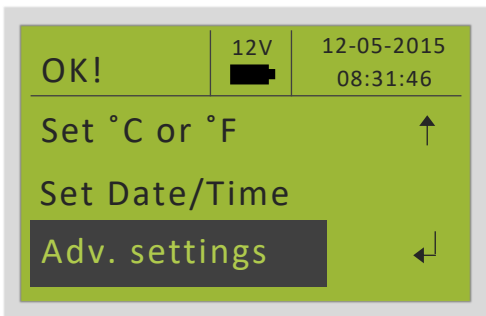 OK!
12V
12-05-2015
08:31:46
Set °C or °F
Set Date/Time
Adv. settings